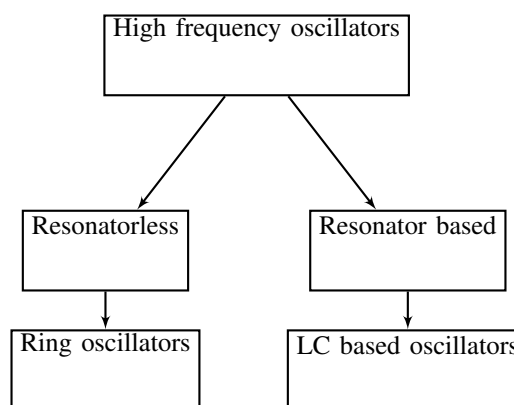 High frequency oscillators
Resonatorless
Resonator based
Ring oscillators
LC based oscillators